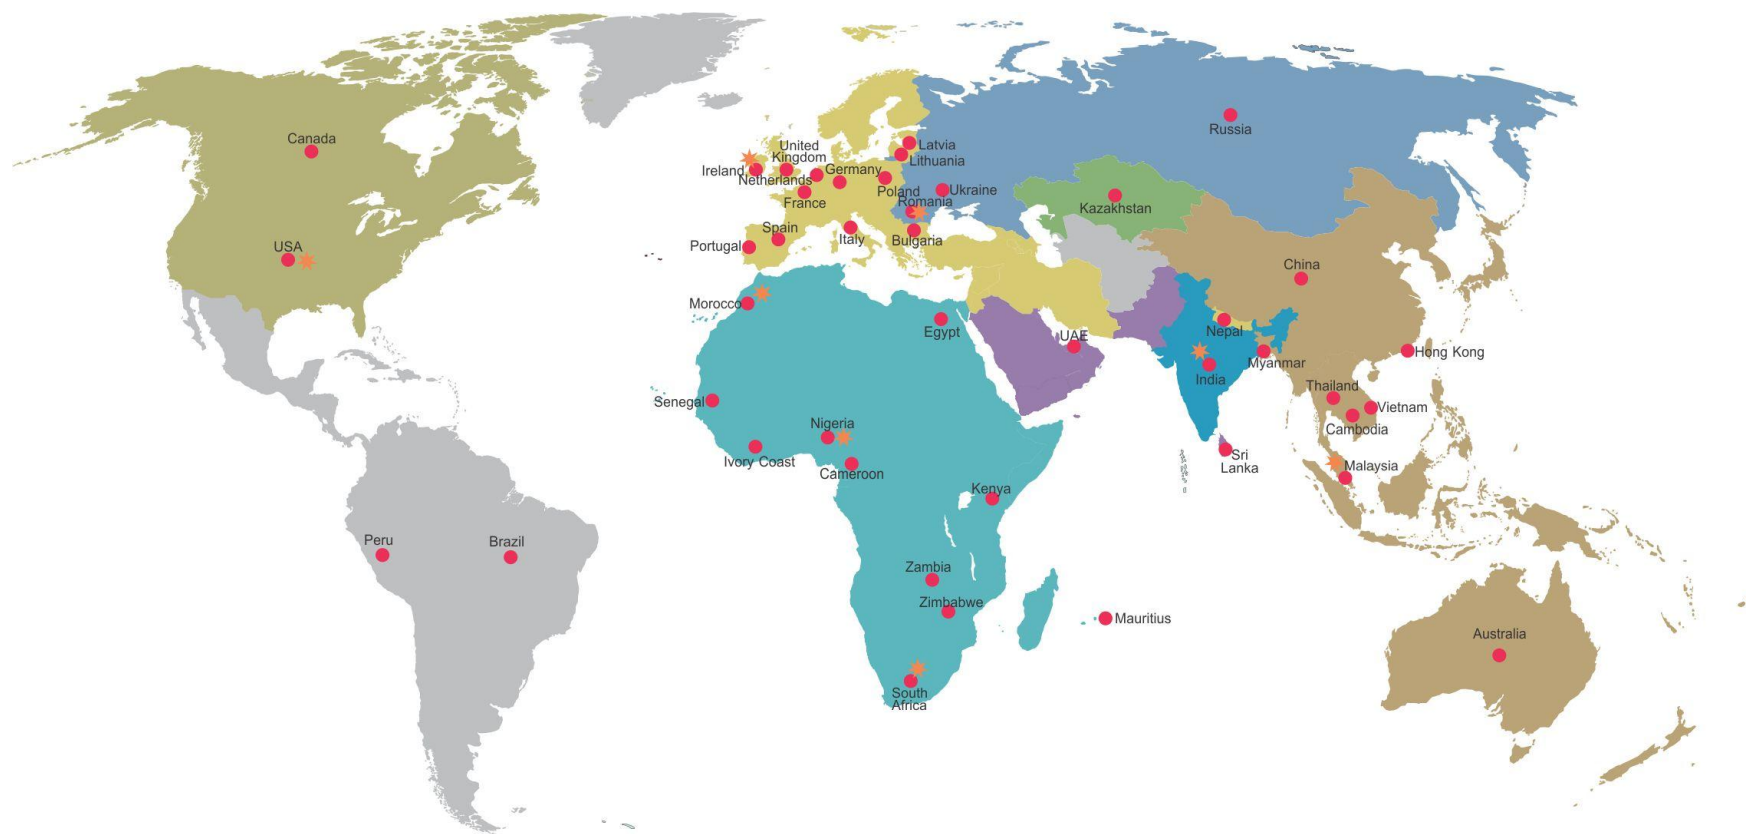 Canada
USA
Peru
Brazil
United
Kingdom
Ireland
Netherlands
Germany
France
Poland
Latvia
Lithuania
Ukraine
Romania
Bulgaria
Italy
Spain
Portugal
Russia
Kazakhstan
China
Morocco
Egypt
UAE
Nepal
India
Myanmar
Hong Kong
Thailand
Vietnam
Cambodia
Senegal
Nigeria
Ivory Coast
Cameroon
Kenya
Sri
Lanka
Malaysia
Zambia
Zimbabwe
Mauritius
South
Africa
Australia